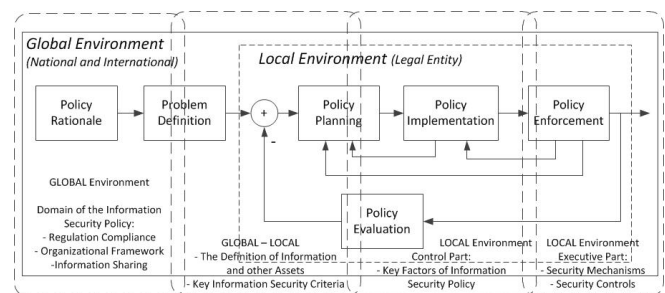 Global Environment
(National and International)
Local Environment (Legal Entity)
Policy
Rationale
Problem
Definition
+
-
Policy
Planning
Policy
Implementation
Policy
Enforcement
Policy
Evaluation
GLOBAL Environment
Domain of the Information
Security Policy:
- Regulation Compliance
- Organizational Framework
-Information Sharing
GLOBAL – LOCAL
- The Definition of Information
and other Assets
- Key Information Security Criteria
LOCAL Environment
Control Part:
- Key Factors of Information
Security Policy
LOCAL Environment
Executive Part:
- Security Mechanisms
- Security Controls